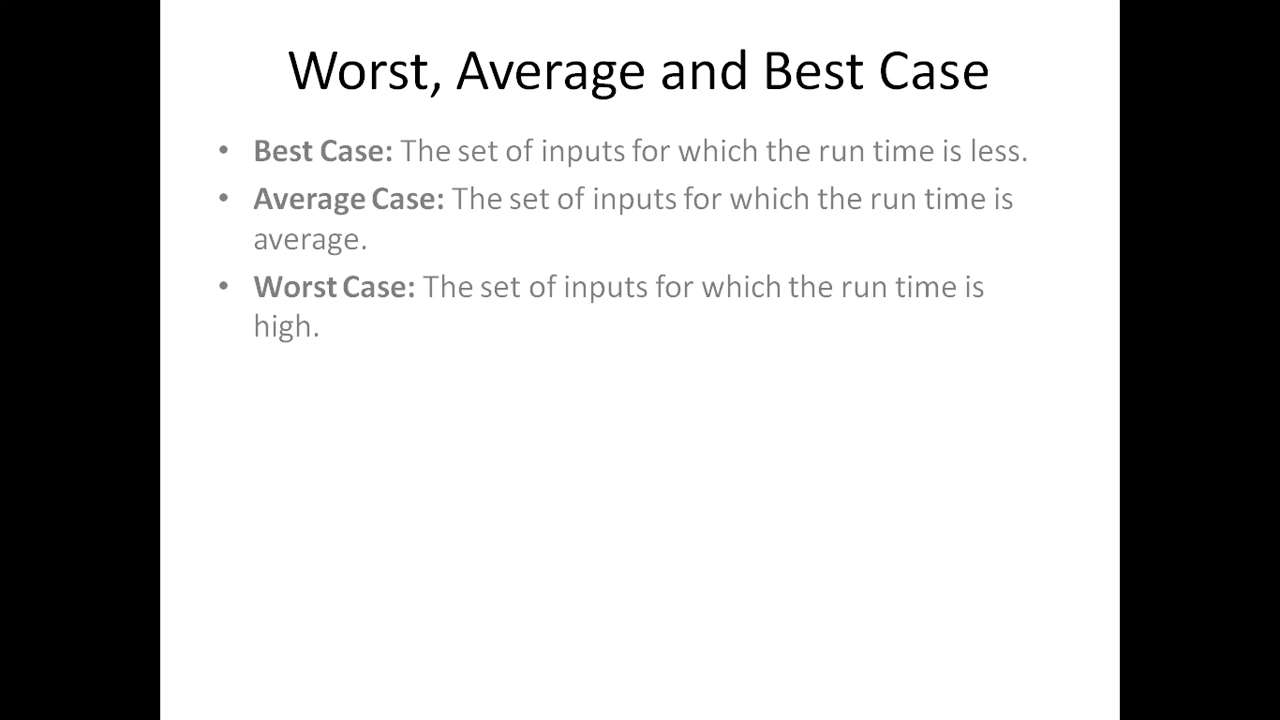 Worst, Average and Best Case
• Best Case: The set of inputs for which the run time is less.
• Average Case: The set of inputs for which the run time is
average.
• Worst Case: The set of inputs for which the run time is
high.